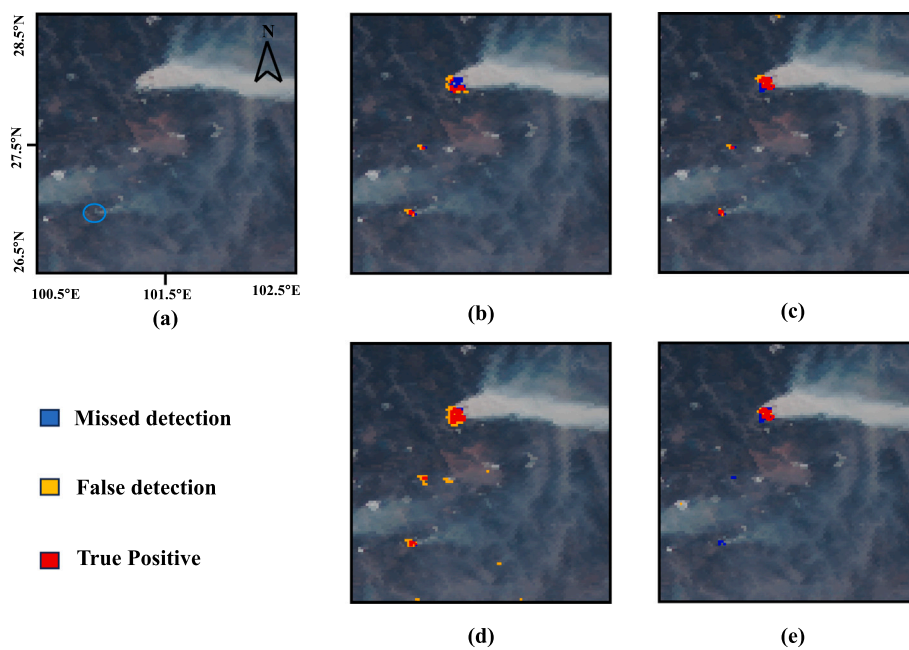 28.5°N
27.5°N
26.5°N
N
100.5°E
101.5°E
102.5°E
(a)
(b)
(c)
Missed detection
False detection
True Positive
(d)
(e)